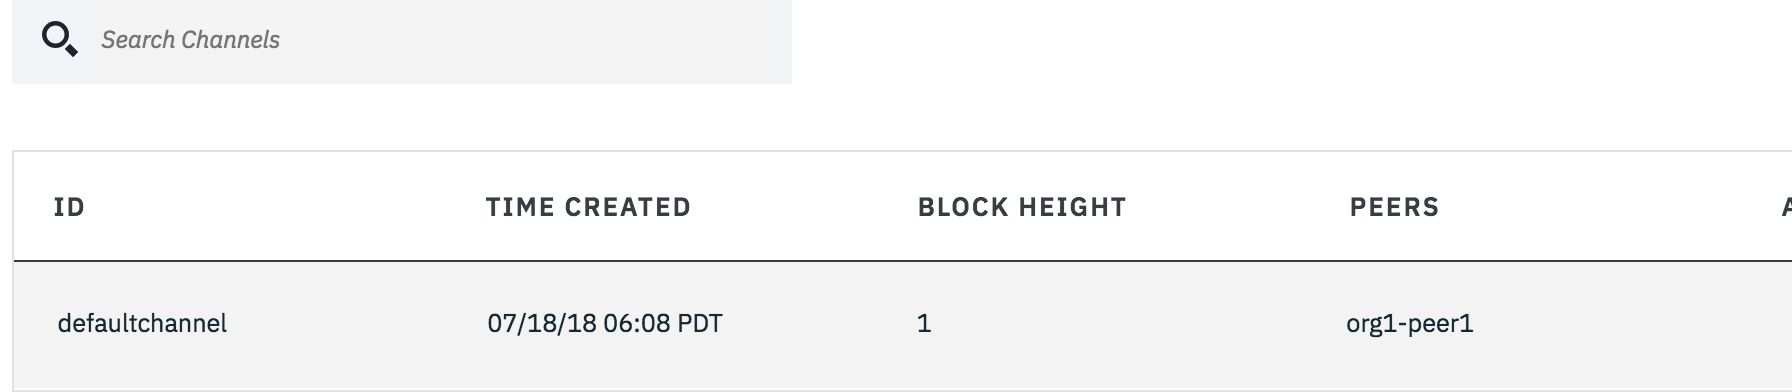 Search Channels
ID TIME CREATED BLOCK HEIGHT PEERS
defaultchannel 07/18/18 06:08 PDT 1 org1-peer1